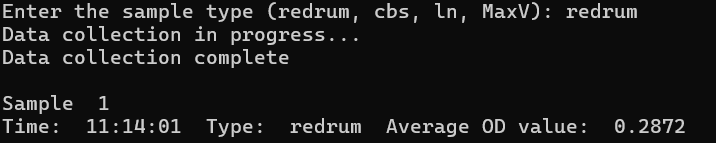 Enter the sample type (redrum, cbs, ln, MaxV): redrum
Data collection in progress...
Data collection complete
Sample  1
Time:  11:14:01  Type:  redrum  Average OD value:  0.2872